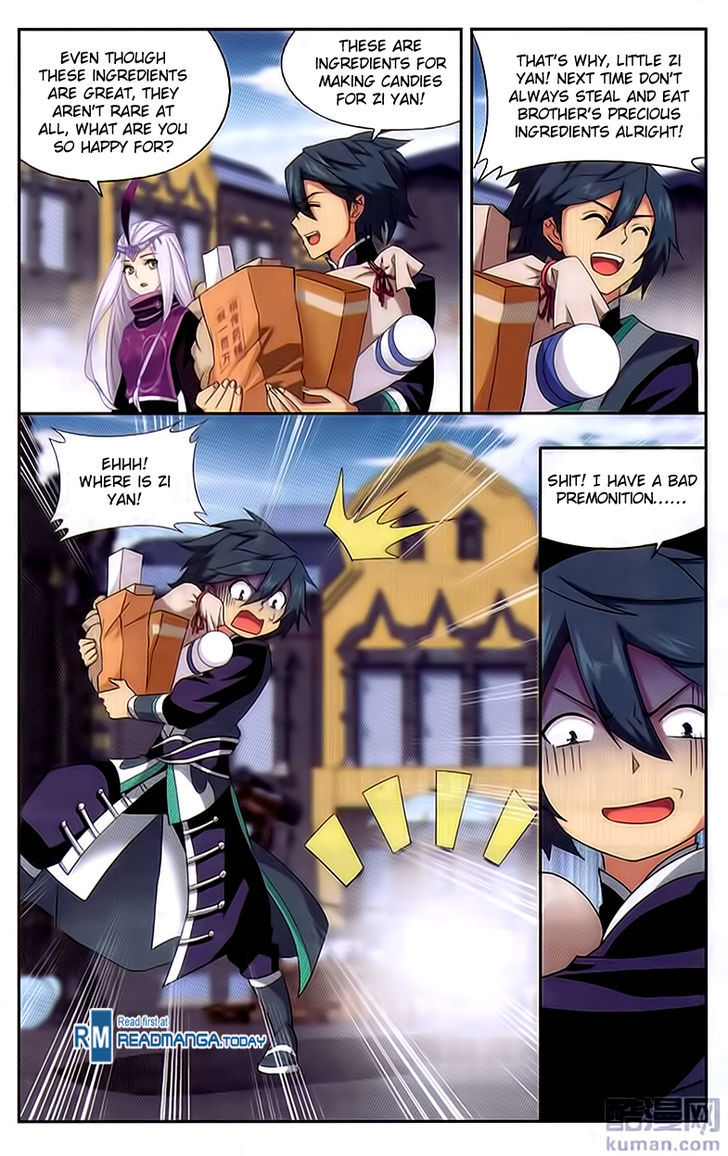 EVEN THOUGH
THESE INGREDIENTS
ARE GREAT, THEY
AREN'T RARE AT
ALL, WHAT ARE YOU
SO HAPPY FOR?
THESE ARE
INGREDIENTS FOR
MAKING CANDIES
FOR ZI YAN!
THAT'S WHY, LITTLE ZI
YAN! NEXT TIME DON'T
ALWAYS STEAL AND EAT
BROTHER'S PRECIOUS
INGREDIENTS ALRIGHT!
EHHH!
WHERE IS ZI
YAN!
SHIT! I HAVE A BAD
PREMONITION......
RM
Read first at
READMANGA.TODAY
酷漫网
kuman.com